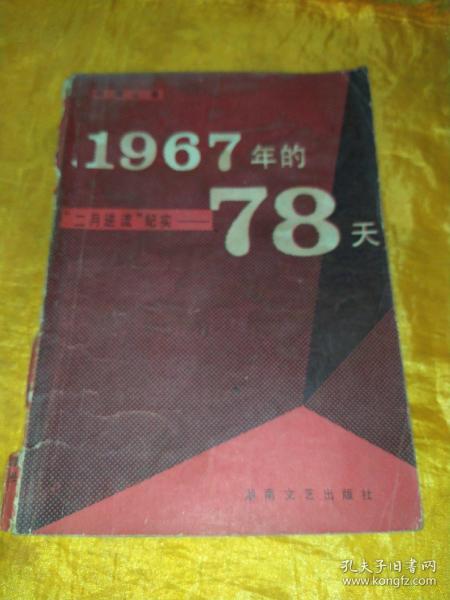 1967年的
"二月逆流"纪实——
78天
湖南文艺出版社
孔夫子旧书网
www.kongfz.com